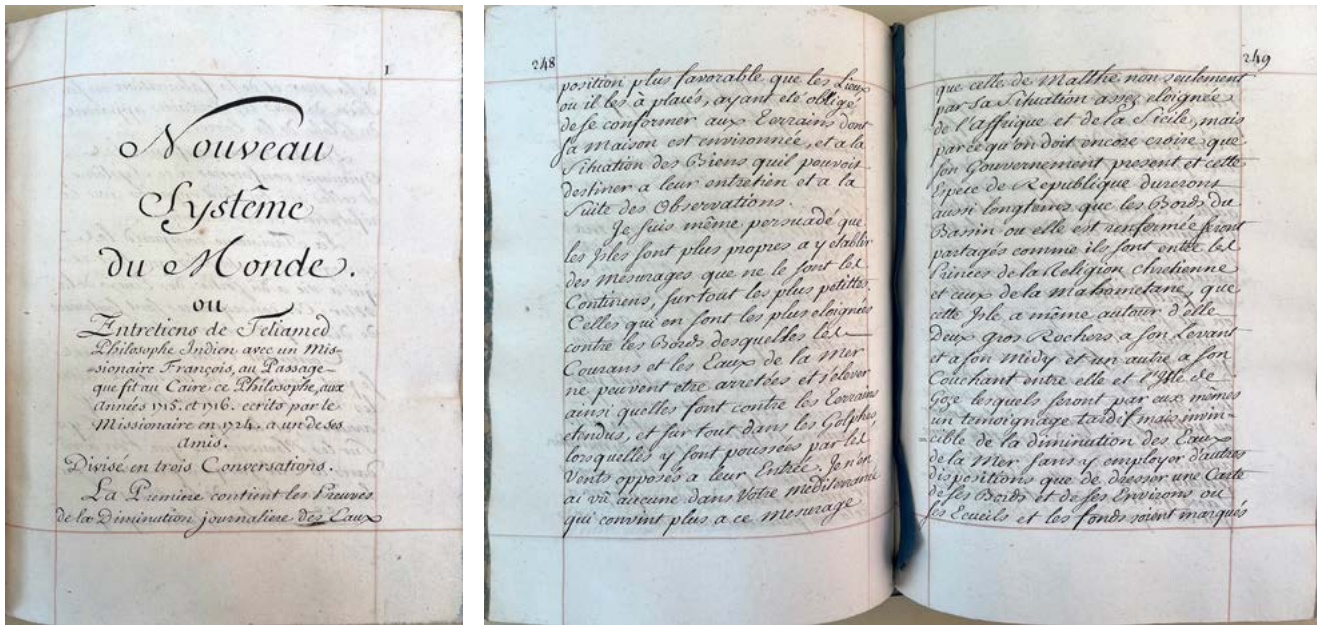 1
Nouveau
Systême
du Monde.
ou
Entretiens de Teliamed
Philosophe Indien avec un Mis-
sionaire François, au Passage
que fit au Caire ce Philosophe, aux
Années 1715. et 1716. ecrits par le
Missionaire en 1724. a un de ses
Amis.
Divisé en trois Conversations.
La Premiere contient les Preuves
de la Diminution journaliere des Eaux
248
position plus favorable que les Lieux
ou il les à placés, ayant eté obligé
de se conformer aux Terrains dont
sa maison est environnée, et a la
Situation des Biens quil pouvoit
destiner a leur entretien et a la
Suite des Observations.
Je suis même persuadé que
les Isles sont plus propres a y etablir
des mesurages que ne le sont les
Continens, surtout les plus petittes.
Celles qui en sont les plus eloignées
contre les Bords desquelles les
Courans et les Eaux de la Mer
ne peuvent etre arretées et s'elever
ainsi quelles font contre les Terrains
etendus, et sur tout dans les Golphes,
lorsquelles y sont poussées par les
Vents opposés a leur Entrée. Je n'en
ai vû aucune dans Votre mediterranée
qui convint plus a ce mesurage
249
que celle de Malthe non seulement
par sa Situation assez eloignée
de l'Affrique et de la Sicile, mais
parce qu'on doit encore croire que
son Gouvernement present et cette
Espèce de Republique dureront
aussi longtems que les Bords du
Bassin ou elle est renfermée seront
partagés comme ils sont entre les
Princes de la Religion chretienne
et ceux de la mahometane, que
cette Isle a même autour d'elle
Deux gros Rochers a son Levant
et a son Midy et un autre a son
Couchant entre elle et l'Isle de
Goze lesquels seront par eux mêmes
un temoignage tardif mais invin-
=cible de la diminution des Eaux
de la Mer sans y employer d'autres
dispositions que de dresser une Carte
de ses Bords et de ses Environs ou
ses Ecueils et les fonds soient marqués